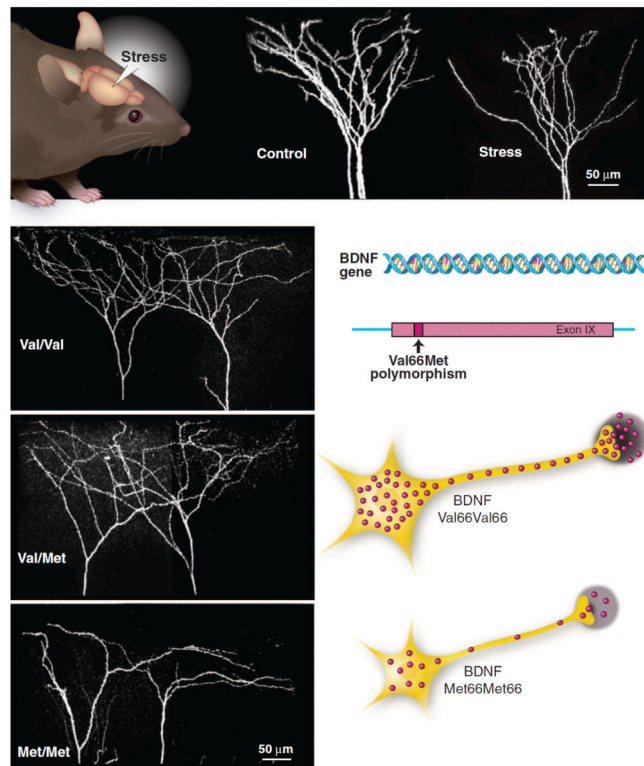 Stress
Control
Stress
50 μm
Val/Val
BDNF
gene
Exon IX
Val66Met
polymorphism
Val/Met
BDNF
Val66Val66
BDNF
Met66Met66
Met/Met
50 μm